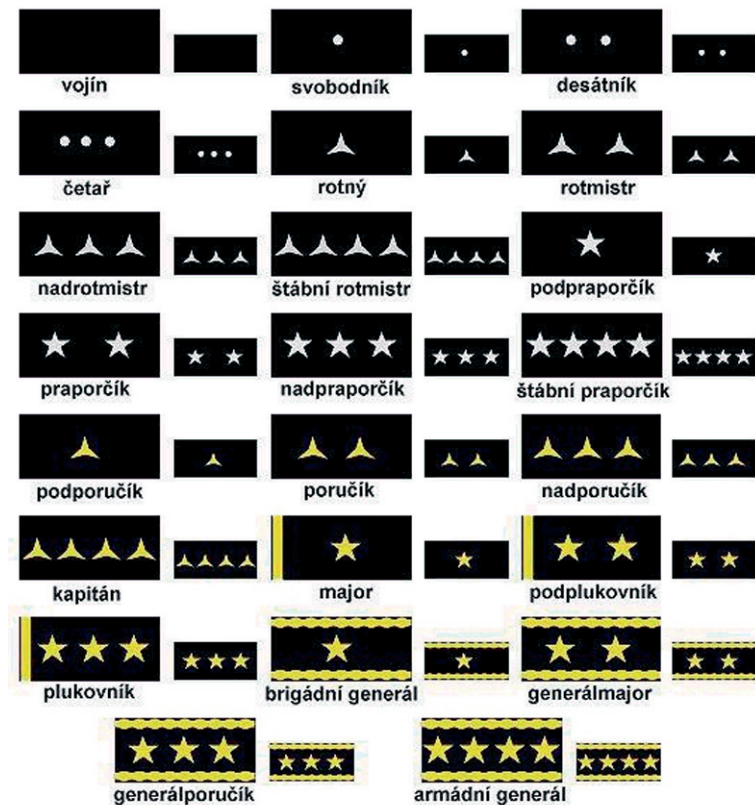 vojín
svobodník
desátník
četař
rotný
rotmistr
nadrotmistr
štábní rotmistr
podpraporčík
praporčík
nadpraporčík
štábní praporčík
podporučík
poručík
nadporučík
kapitán
major
podplukovník
plukovník
brigádní generál
generálmajor
generálporučík
armádní generál